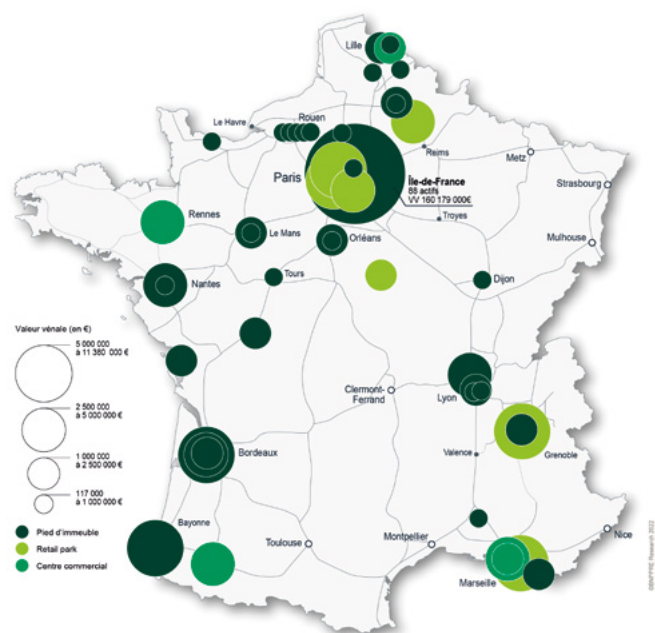 Lille
Le Havre
Rouen
Reims
Metz
Paris
Île-de-France
88 actifs
VV 160 179 000€
Strasbourg
Troyes
Rennes
Le Mans
Orléans
Mulhouse
Nantes
Tours
Dijon
Valeur vénale (en €)
5 000 000
à 11 380 000 €
2 500 000
à 5 000 000 €
1 000 000
à 2 500 000 €
117 000
à 1 000 000 €
Clermont-
Ferrand
Lyon
Bordeaux
Valence
Grenoble
Pied d'immeuble
Retail park
Centre commercial
Bayonne
Toulouse
Montpellier
Nice
Marseille